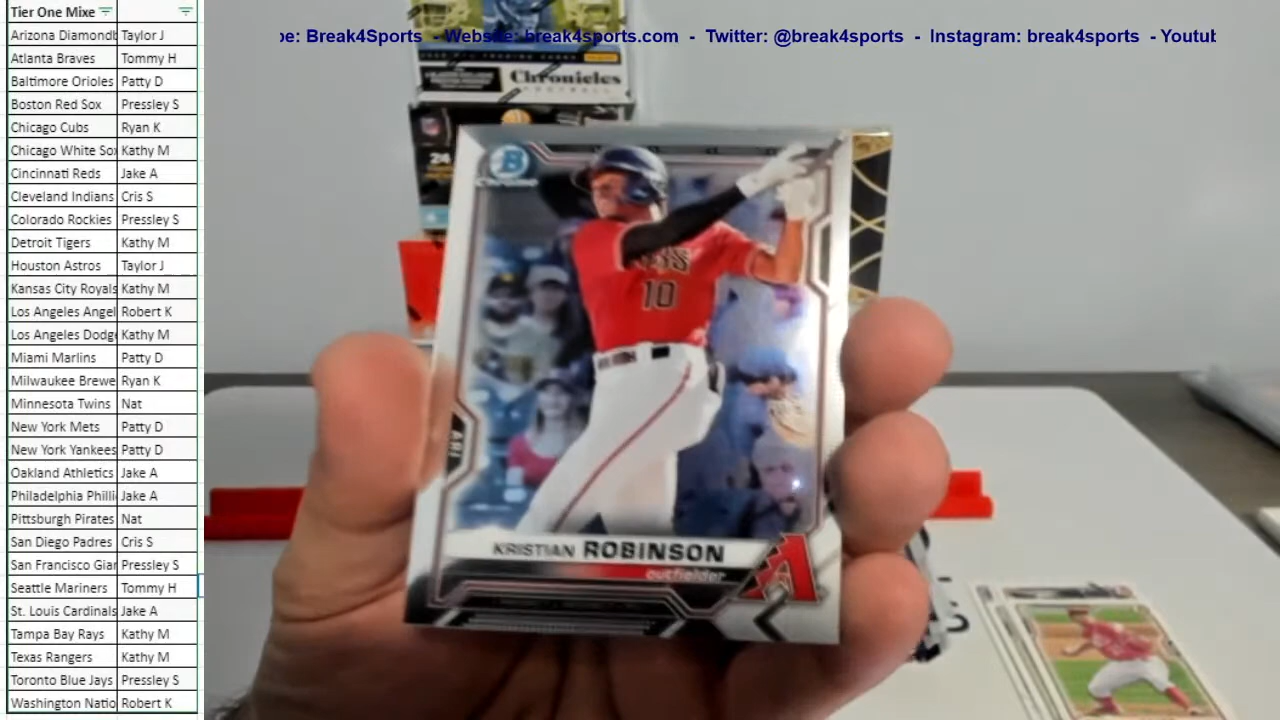 Tier One Mixe
Arizona Diamondb Taylor J
Atlanta Braves Tommy H
Baltimore Orioles Patty D
Boston Red Sox Pressley S
Chicago Cubs Ryan K
Chicago White Sox Kathy M
Cincinnati Reds Jake A
Cleveland Indians Cris S
Colorado Rockies Pressley S
Detroit Tigers Kathy M
Houston Astros Taylor J
Kansas City Royals Kathy M
Los Angeles Angel Robert K
Los Angeles Dodge Kathy M
Miami Marlins Patty D
Milwaukee Brewe Ryan K
Minnesota Twins Nat
New York Mets Patty D
New York Yankees Patty D
Oakland Athletics Jake A
Philadelphia Philli Jake A
Pittsburgh Pirates Nat
San Diego Padres Cris S
San Francisco Giar Pressley S
Seattle Mariners Tommy H
St. Louis Cardinals Jake A
Tampa Bay Rays Kathy M
Texas Rangers Kathy M
Toronto Blue Jays Pressley S
Washington Natio Robert K
be: Break4Sports - Website: break4sports.com - Twitter: @break4sports - Instagram: break4sports - Youtub
Chronicles
FOOTBALL
24
B
Chrome
10
ARI
KRISTIAN ROBINSON
outfielder